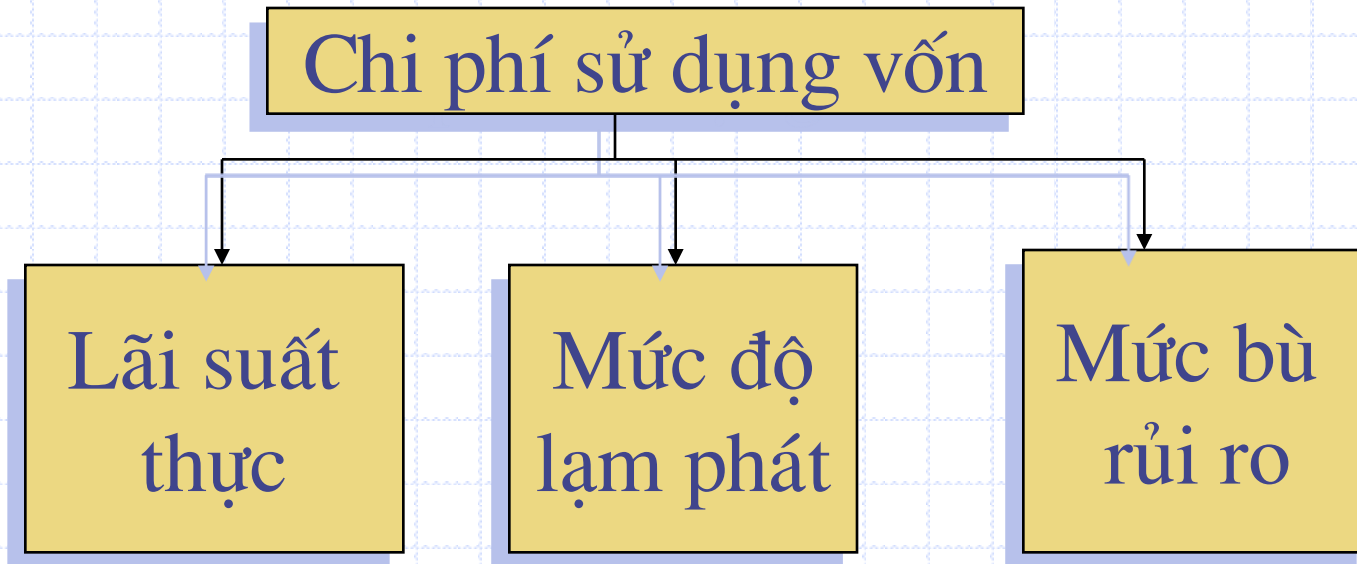 Chi phí sử dụng vốn
Lãi suất
thực
Mức độ
lạm phát
Mức bù
rủi ro